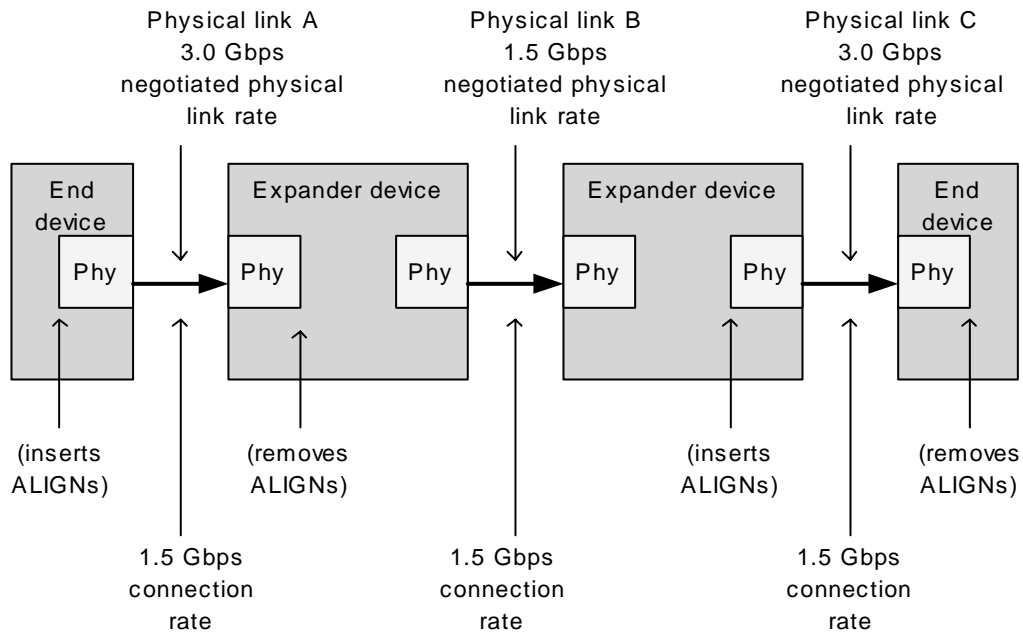 Physical link A
3.0 Gbps
negotiated physical
link rate
Physical link B
1.5 Gbps
negotiated physical
link rate
Physical link C
3.0 Gbps
negotiated physical
link rate
End
device
Expander device
Expander device
End
device
Phy
Phy
Phy
Phy
Phy
Phy
(inserts
ALIGNs)
(removes
ALIGNs)
(inserts
ALIGNs)
(removes
ALIGNs)
1.5 Gbps
connection
rate
1.5 Gbps
connection
rate
1.5 Gbps
connection
rate